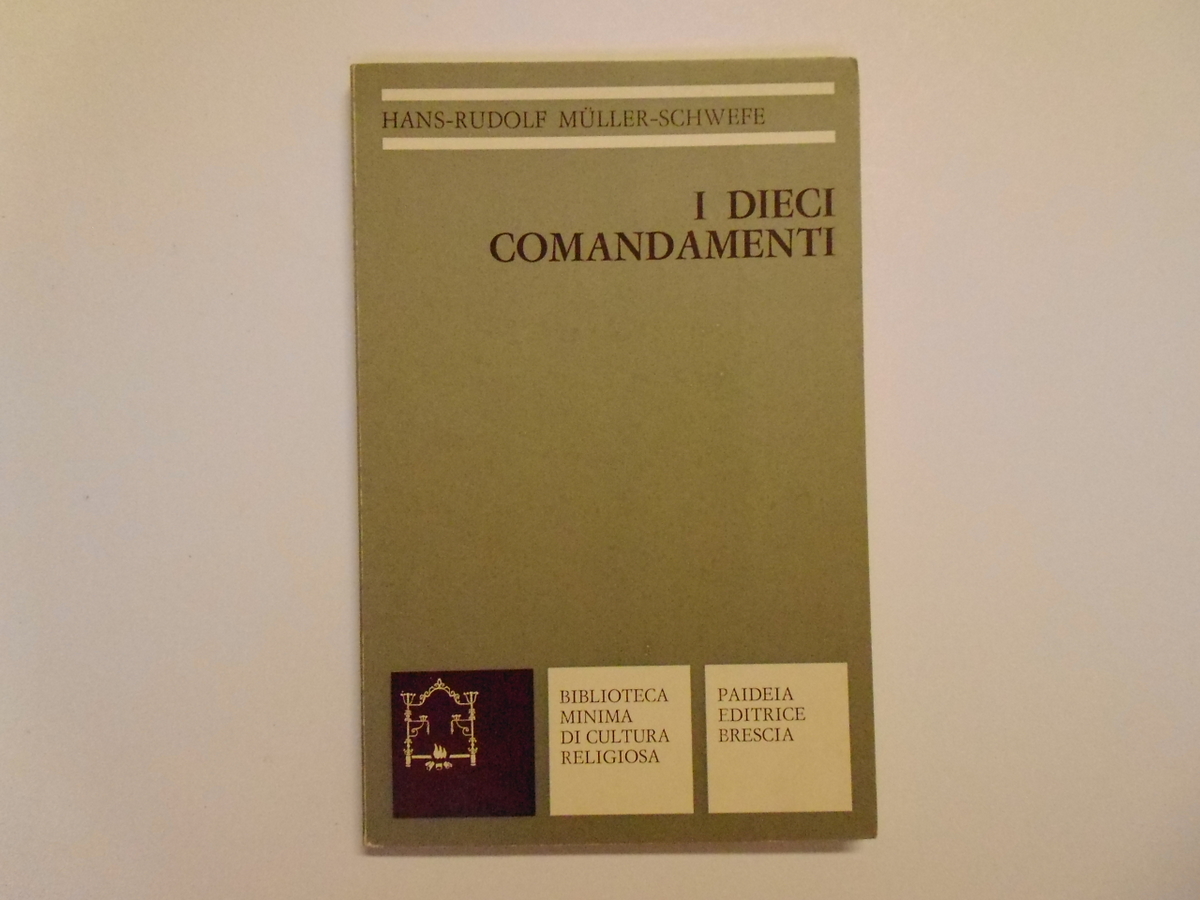 HANS-RUDOLF MÜLLER-SCHWEFE
I DIECI
COMANDAMENTI
BIBLIOTECA
MINIMA
DI CULTURA
RELIGIOSA
PAIDEIA
EDITRICE
BRESCIA